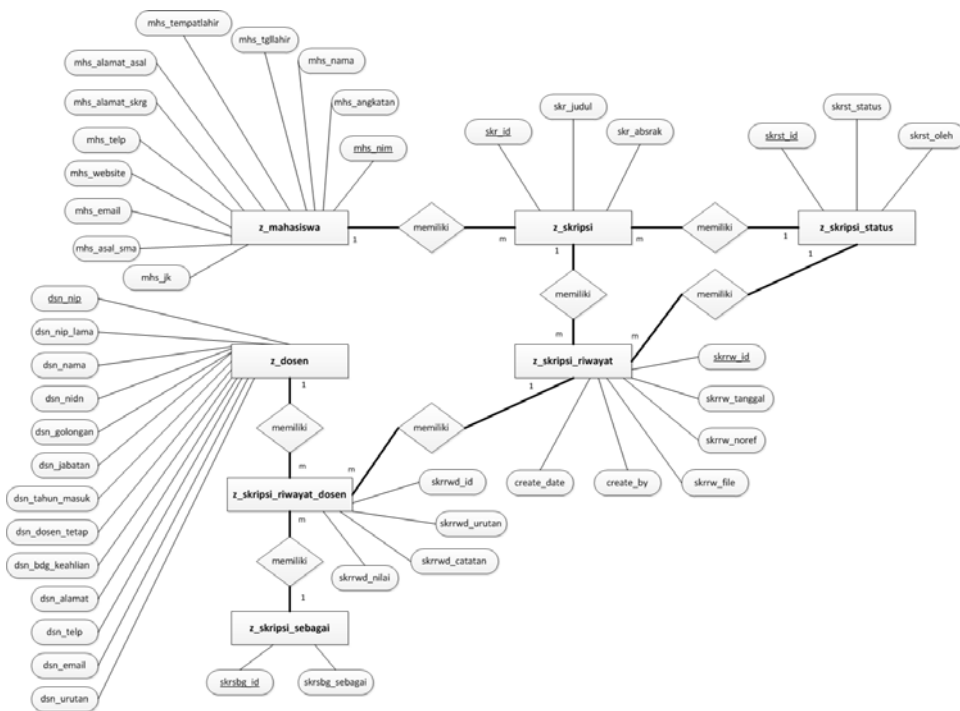 mhs_tempatlahir
mhs_tgllahir
mhs_nama
mhs_alamat_asal
mhs_angkatan
mhs_alamat_skrg
mhs_nim
mhs_telp
mhs_website
mhs_email
mhs_asal_sma
mhs_jk
z_mahasiswa
1
memiliki
m
skr_judul
skr_id
skr_absrak
z_skripsi
m
memiliki
1
skrst_status
skrst_id
skrst_oleh
z_skripsi_status
1
memiliki
m
1
memiliki
m
z_skripsi_riwayat
skrrw_id
skrrw_tanggal
skrrw_noref
skrrw_file
create_by
create_date
1
memiliki
m
dsn_nip
dsn_nip_lama
dsn_nama
dsn_nidn
dsn_golongan
dsn_jabatan
dsn_tahun_masuk
dsn_dosen_tetap
dsn_bdg_keahlian
dsn_alamat
dsn_telp
dsn_email
dsn_urutan
z_dosen
1
memiliki
m
z_skripsi_riwayat_dosen
skrrwd_id
skrrwd_urutan
skrrwd_catatan
skrrwd_nilai
m
memiliki
1
z_skripsi_sebagai
skrsbg_id
skrsbg_sebagai